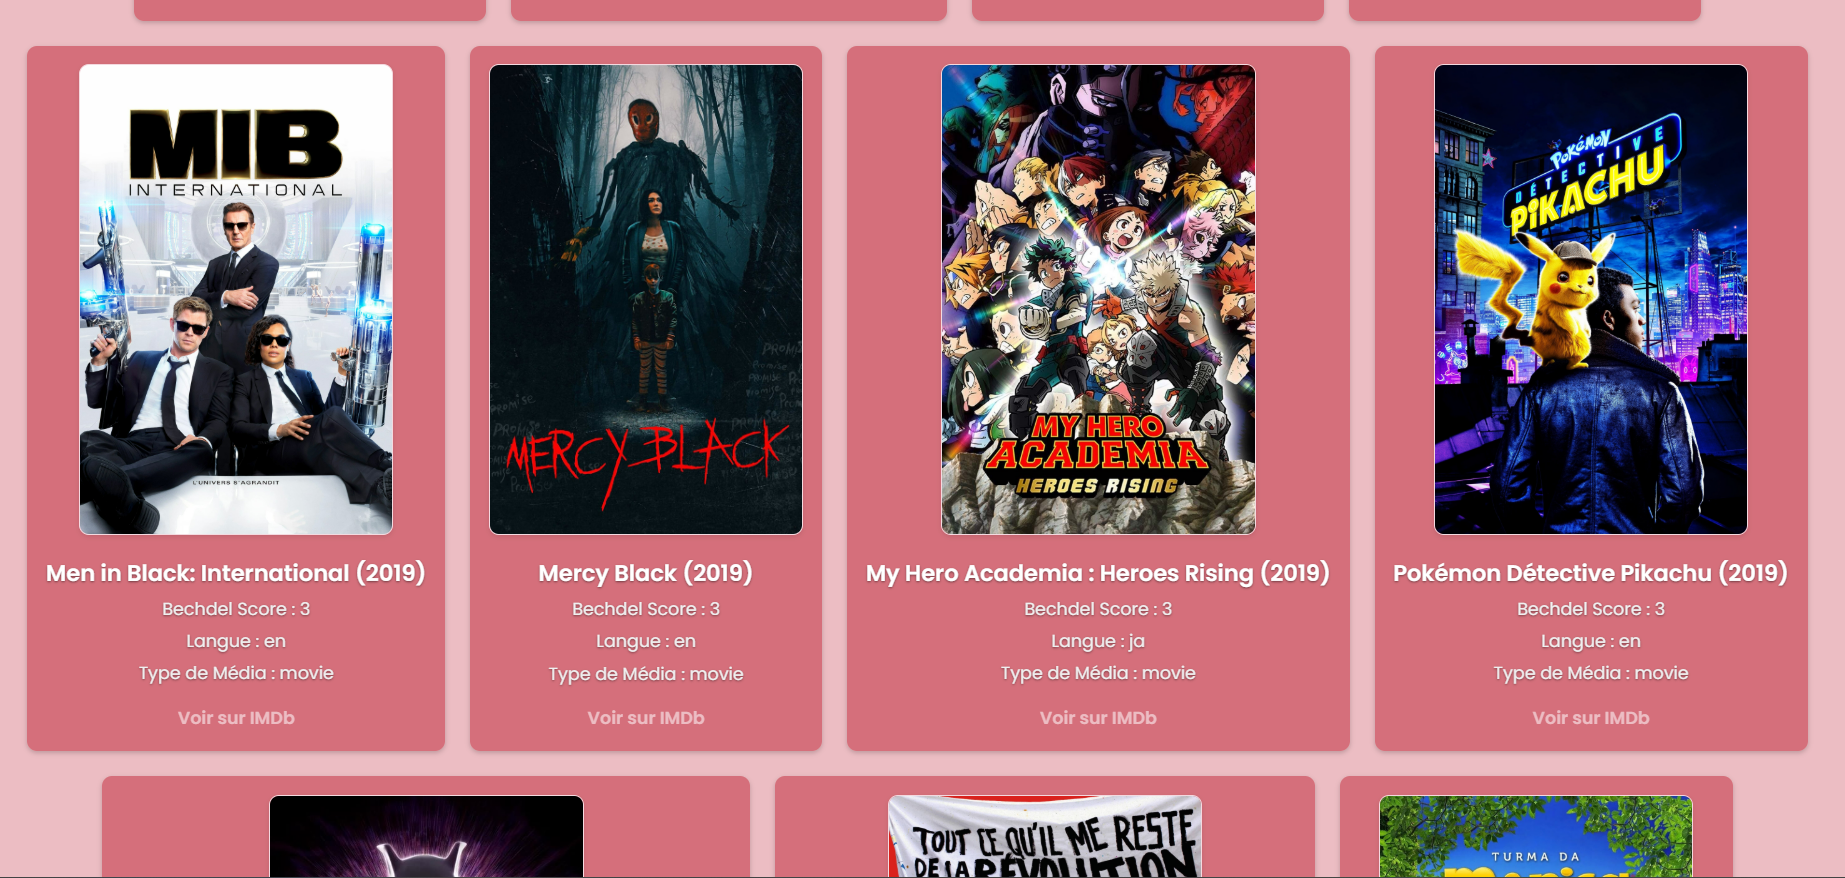 MIB
INTERNATIONAL
L'UNIVERS S'AGRANDIT
Men in Black: International (2019)
Bechdel Score : 3
Langue : en
Type de Média : movie
Voir sur IMDb
PROMISE
MERCY BLACK
Mercy Black (2019)
Bechdel Score : 3
Langue : en
Type de Média : movie
Voir sur IMDb
MY HERO
ACADEMIA
HEROES RISING
My Hero Academia : Heroes Rising (2019)
Bechdel Score : 3
Langue : ja
Type de Média : movie
Voir sur IMDb
POKÉMON
DÉTECTIVE
PIKACHU
Pokémon Détective Pikachu (2019)
Bechdel Score : 3
Langue : en
Type de Média : movie
Voir sur IMDb
TOUT CE QU'IL ME RESTE
DE LA RÉVOLUTION
TURMA DA